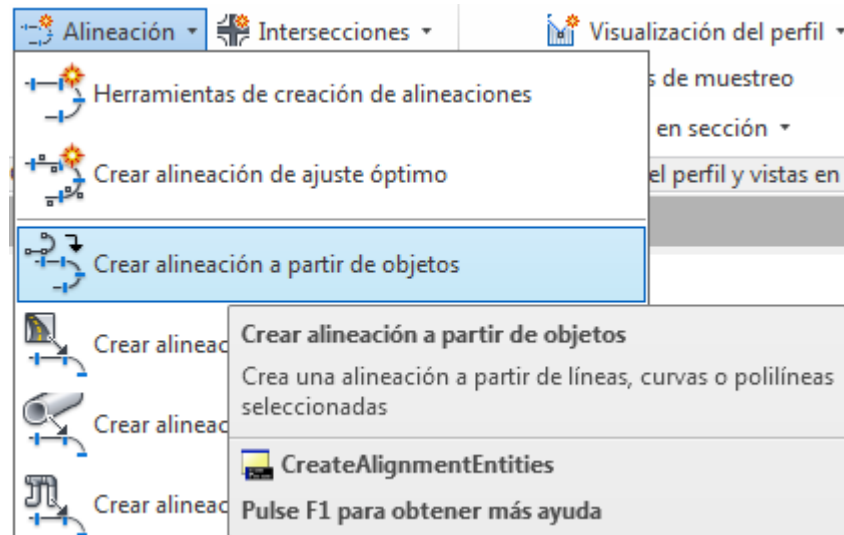 Alineación Intersecciones Visualización del perfil
Herramientas de creación de alineaciones
s de muestreo
en sección
Crear alineación de ajuste óptimo
el perfil y vistas en
Crear alineación a partir de objetos
Crear alineac
Crear alineación a partir de objetos
Crea una alineación a partir de líneas, curvas o polilíneas
seleccionadas
Crear alineac
CreateAlignmentEntities
Crear alineac
Pulse F1 para obtener más ayuda